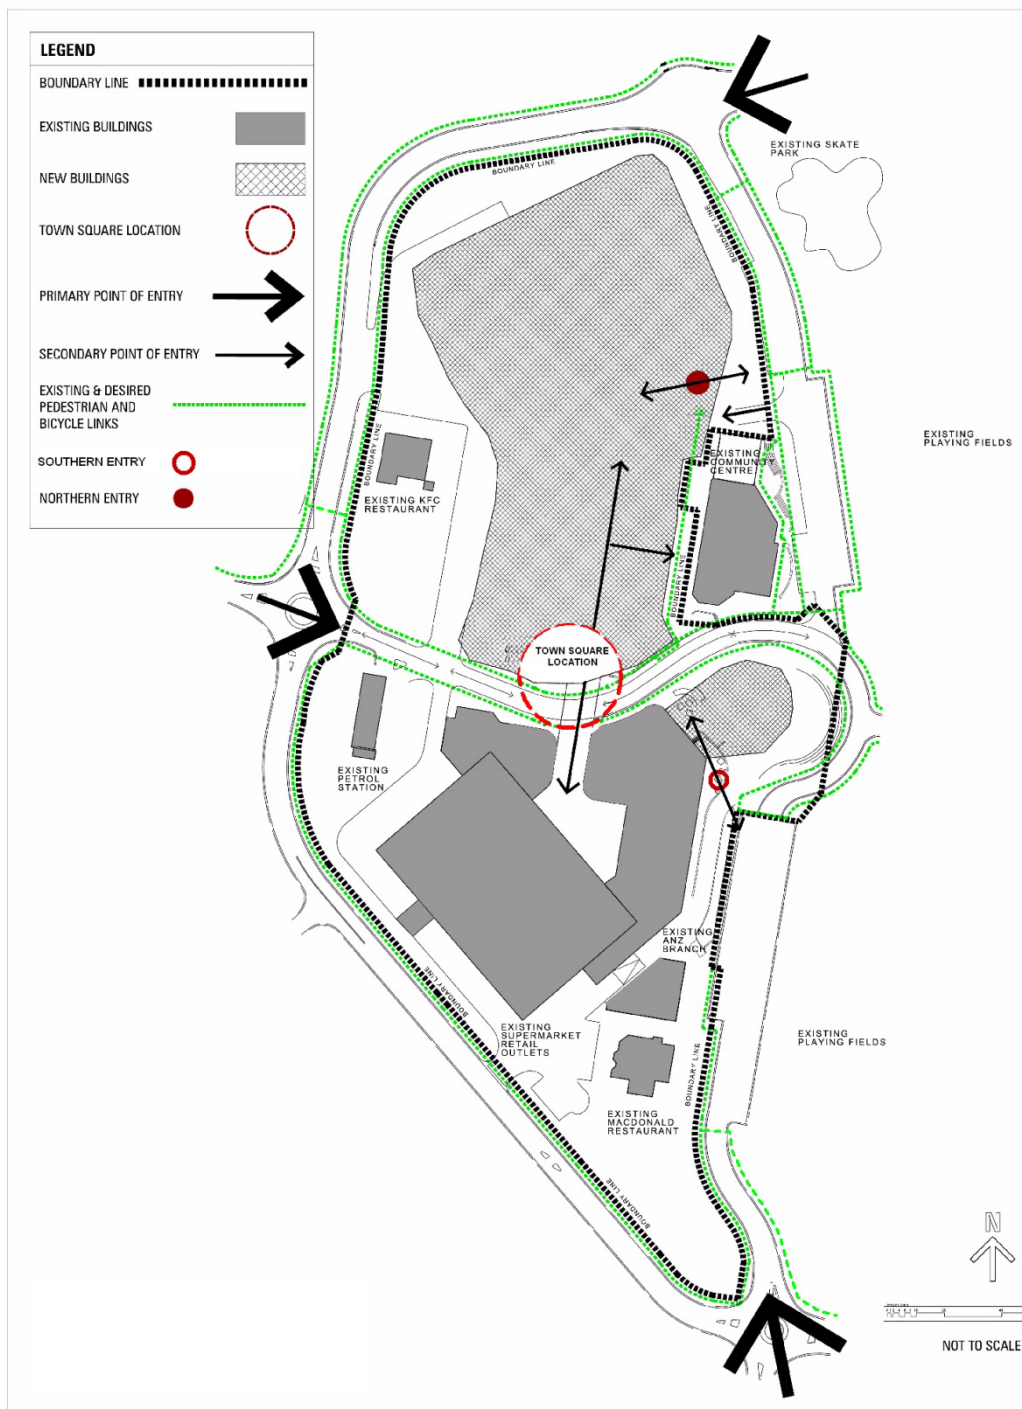 LEGEND
BOUNDARY LINE
EXISTING BUILDINGS
NEW BUILDINGS
TOWN SQUARE LOCATION
PRIMARY POINT OF ENTRY
SECONDARY POINT OF ENTRY
EXISTING & DESIRED
PEDESTRIAN AND
BICYCLE LINKS
SOUTHERN ENTRY
NORTHERN ENTRY
EXISTING SKATE
PARK
BOUNDARY LINE
BOUNDARY LINE
EXISTING
PLAYING FIELDS
BOUNDARY LINE
EXISTING
COMMUNITY
CENTRE
EXISTING KFC
RESTAURANT
BOUNDARY LINE
TOWN SQUARE
LOCATION
EXISTING
PETROL
STATION
EXISTING
ANZ
BRANCH
BOUNDARY LINE
EXISTING
SUPERMARKET
RETAIL
OUTLETS
EXISTING
PLAYING FIELDS
BOUNDARY LINE
EXISTING
MACDONALD
RESTAURANT
BOUNDARY LINE
N
NOT TO SCALE